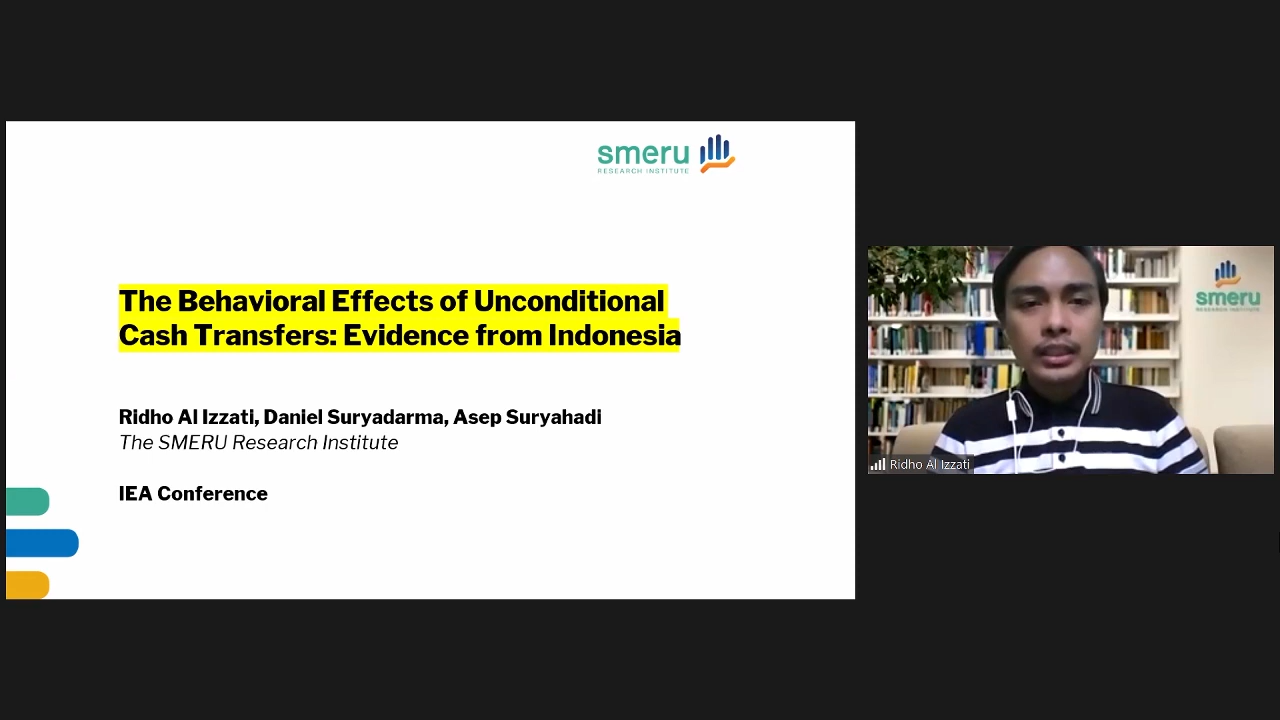 smeru
RESEARCH INSTITUTE
The Behavioral Effects of Unconditional
Cash Transfers: Evidence from Indonesia
Ridho Al Izzati, Daniel Suryadarma, Asep Suryahadi
The SMERU Research Institute
IEA Conference
smeru
RESEARCH INSTITUTE
Ridho Al Izzati